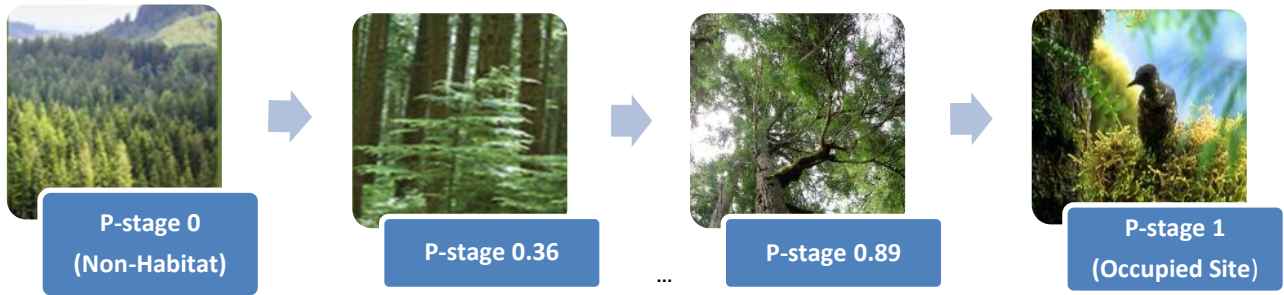 P-stage 0
(Non-Habitat)
P-stage 0.36
...
P-stage 0.89
P-stage 1
(Occupied Site)